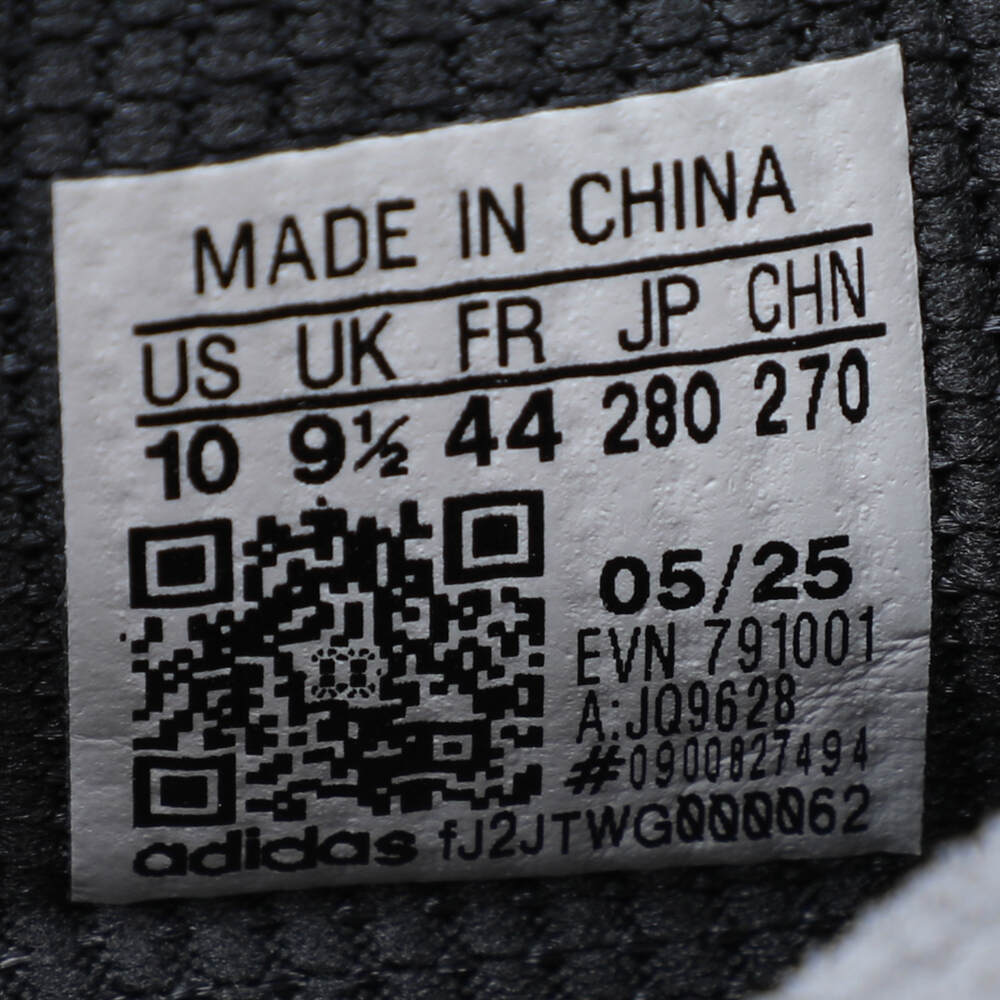 MADE IN CHINA
US UK FR JP CHN
10 9½ 44 280 270
05/25
EVN 791001
A:JQ9628
#0900827494
adidas fJ2JTWG000062